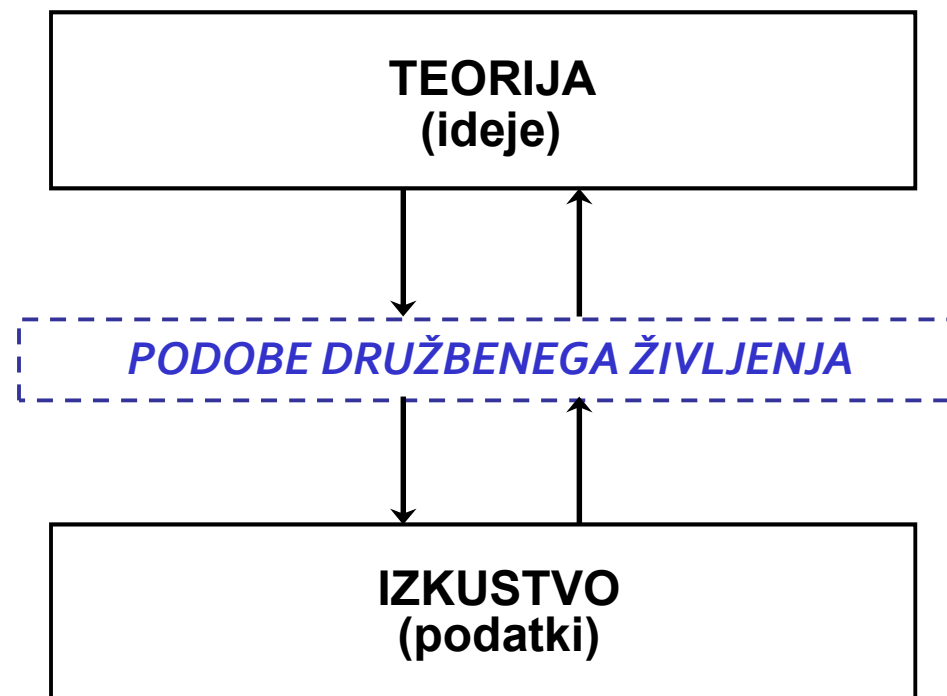 TEORIJA
(ideje)
PODOBE DRUŽBENEGA ŽIVLJENJA
IZKUSTVO
(podatki)